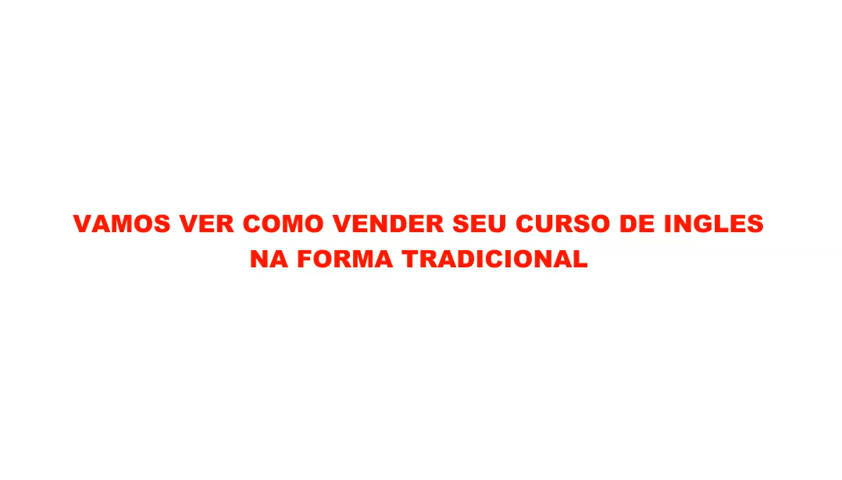 VAMOS VER COMO VENDER SEU CURSO DE INGLES
NA FORMA TRADICIONAL